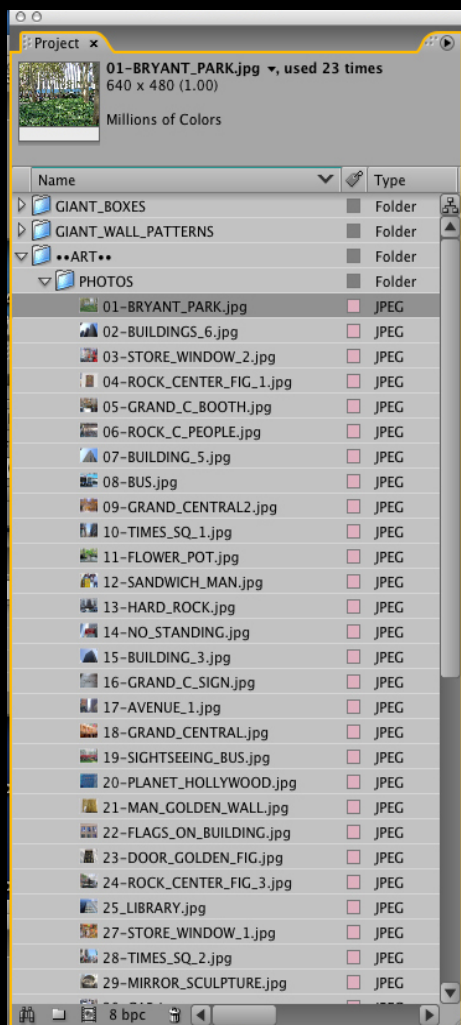 Project ×
01-BRYANT_PARK.jpg ▾, used 23 times
640 x 480 (1.00)
Millions of Colors
Name Type
GIANT_BOXES Folder
GIANT_WALL_PATTERNS Folder
••ART•• Folder
PHOTOS Folder
01-BRYANT_PARK.jpg JPEG
02-BUILDINGS_6.jpg JPEG
03-STORE_WINDOW_2.jpg JPEG
04-ROCK_CENTER_FIG_1.jpg JPEG
05-GRAND_C_BOOTH.jpg JPEG
06-ROCK_C_PEOPLE.jpg JPEG
07-BUILDING_5.jpg JPEG
08-BUS.jpg JPEG
09-GRAND_CENTRAL2.jpg JPEG
10-TIMES_SQ_1.jpg JPEG
11-FLOWER_POT.jpg JPEG
12-SANDWICH_MAN.jpg JPEG
13-HARD_ROCK.jpg JPEG
14-NO_STANDING.jpg JPEG
15-BUILDING_3.jpg JPEG
16-GRAND_C_SIGN.jpg JPEG
17-AVENUE_1.jpg JPEG
18-GRAND_CENTRAL.jpg JPEG
19-SIGHTSEEING_BUS.jpg JPEG
20-PLANET_HOLLYWOOD.jpg JPEG
21-MAN_GOLDEN_WALL.jpg JPEG
22-FLAGS_ON_BUILDING.jpg JPEG
23-DOOR_GOLDEN_FIG.jpg JPEG
24-ROCK_CENTER_FIG_3.jpg JPEG
25_LIBRARY.jpg JPEG
27-STORE_WINDOW_1.jpg JPEG
28-TIMES_SQ_2.jpg JPEG
29-MIRROR_SCULPTURE.jpg JPEG
8 bpc